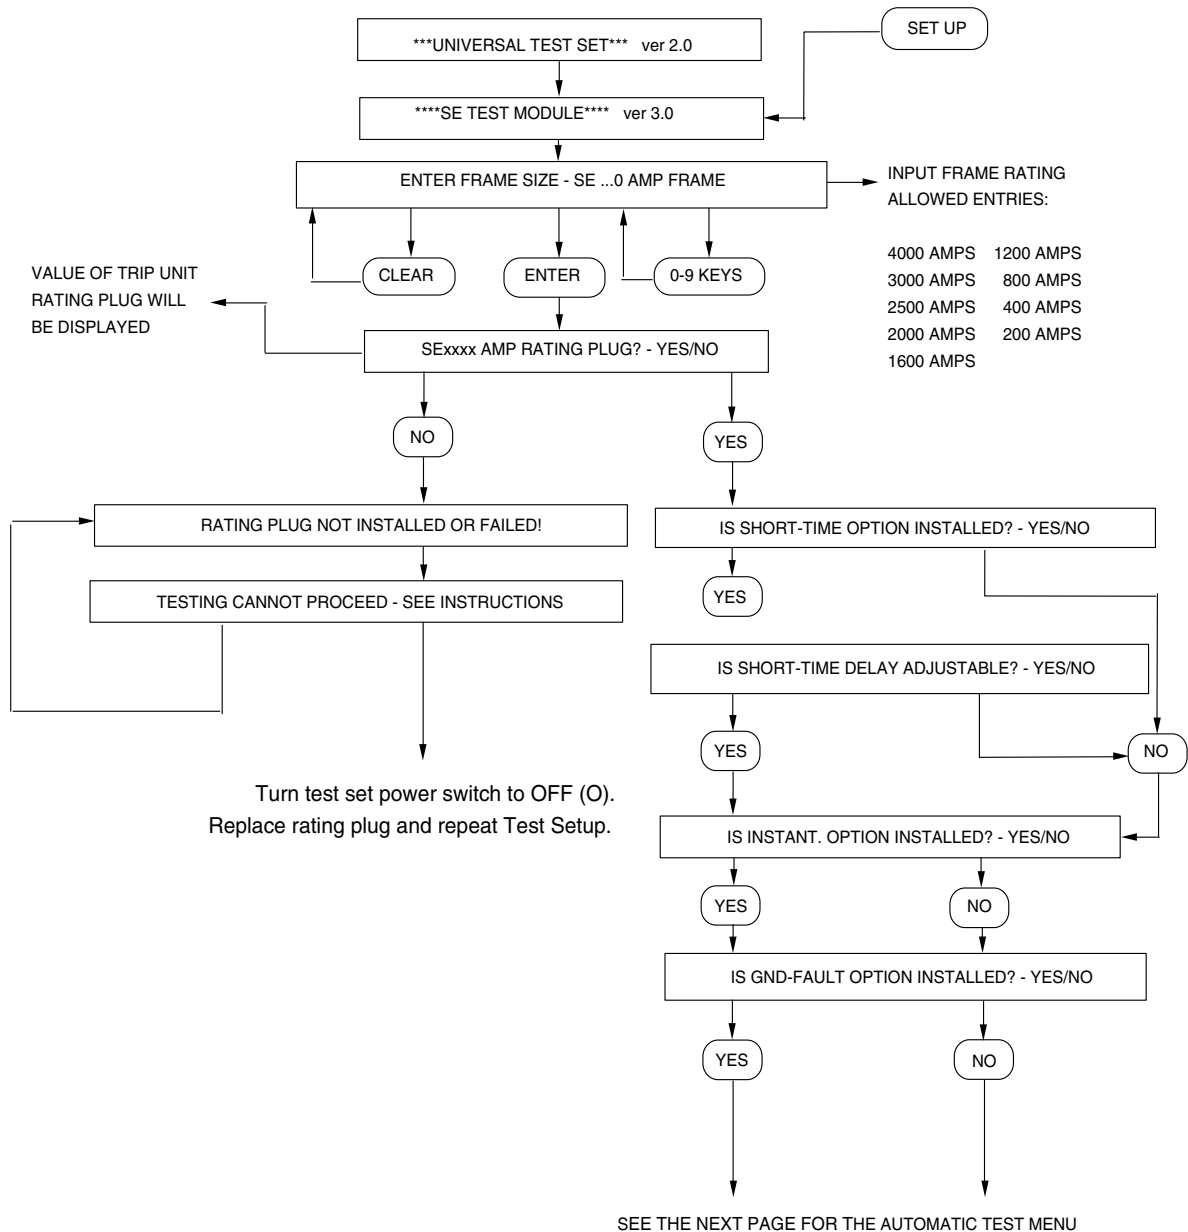 SET UP
***UNIVERSAL TEST SET*** ver 2.0
****SE TEST MODULE**** ver 3.0
ENTER FRAME SIZE - SE ...0 AMP FRAME
INPUT FRAME RATING
ALLOWED ENTRIES:
4000 AMPS 1200 AMPS
3000 AMPS 800 AMPS
2500 AMPS 400 AMPS
2000 AMPS 200 AMPS
1600 AMPS
CLEAR
ENTER
0-9 KEYS
VALUE OF TRIP UNIT
RATING PLUG WILL
BE DISPLAYED
SExxxx AMP RATING PLUG? - YES/NO
NO
YES
RATING PLUG NOT INSTALLED OR FAILED!
IS SHORT-TIME OPTION INSTALLED? - YES/NO
TESTING CANNOT PROCEED - SEE INSTRUCTIONS
YES
IS SHORT-TIME DELAY ADJUSTABLE? - YES/NO
YES
NO
Turn test set power switch to OFF (O).
Replace rating plug and repeat Test Setup.
IS INSTANT. OPTION INSTALLED? - YES/NO
YES
NO
IS GND-FAULT OPTION INSTALLED? - YES/NO
YES
NO
SEE THE NEXT PAGE FOR THE AUTOMATIC TEST MENU